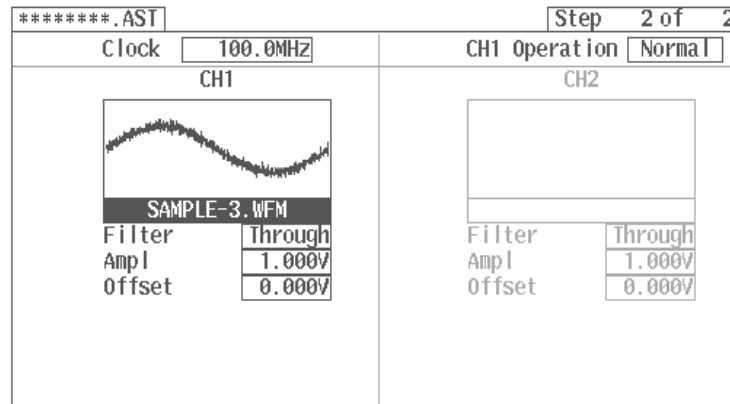 ********.AST Step 2 of 2
Clock 100.0MHz CH1 Operation Normal
CH1 CH2
SAMPLE-3.WFM
Filter Through Filter Through
Ampl 1.000V Ampl 1.000V
Offset 0.000V Offset 0.000V